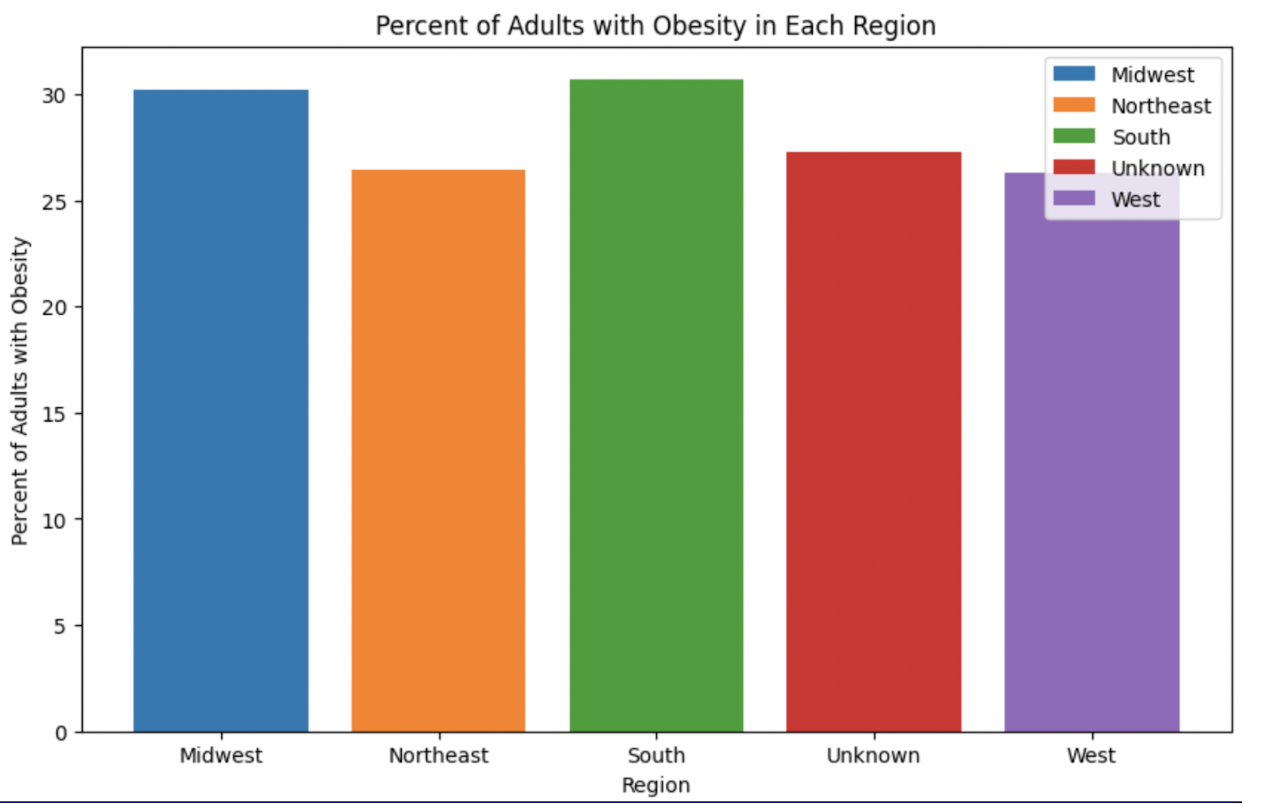 Percent of Adults with Obesity in Each Region
Percent of Adults with Obesity
30
25
20
15
10
5
0
Midwest
Northeast
South
Unknown
West
Midwest Northeast South Unknown West
Region